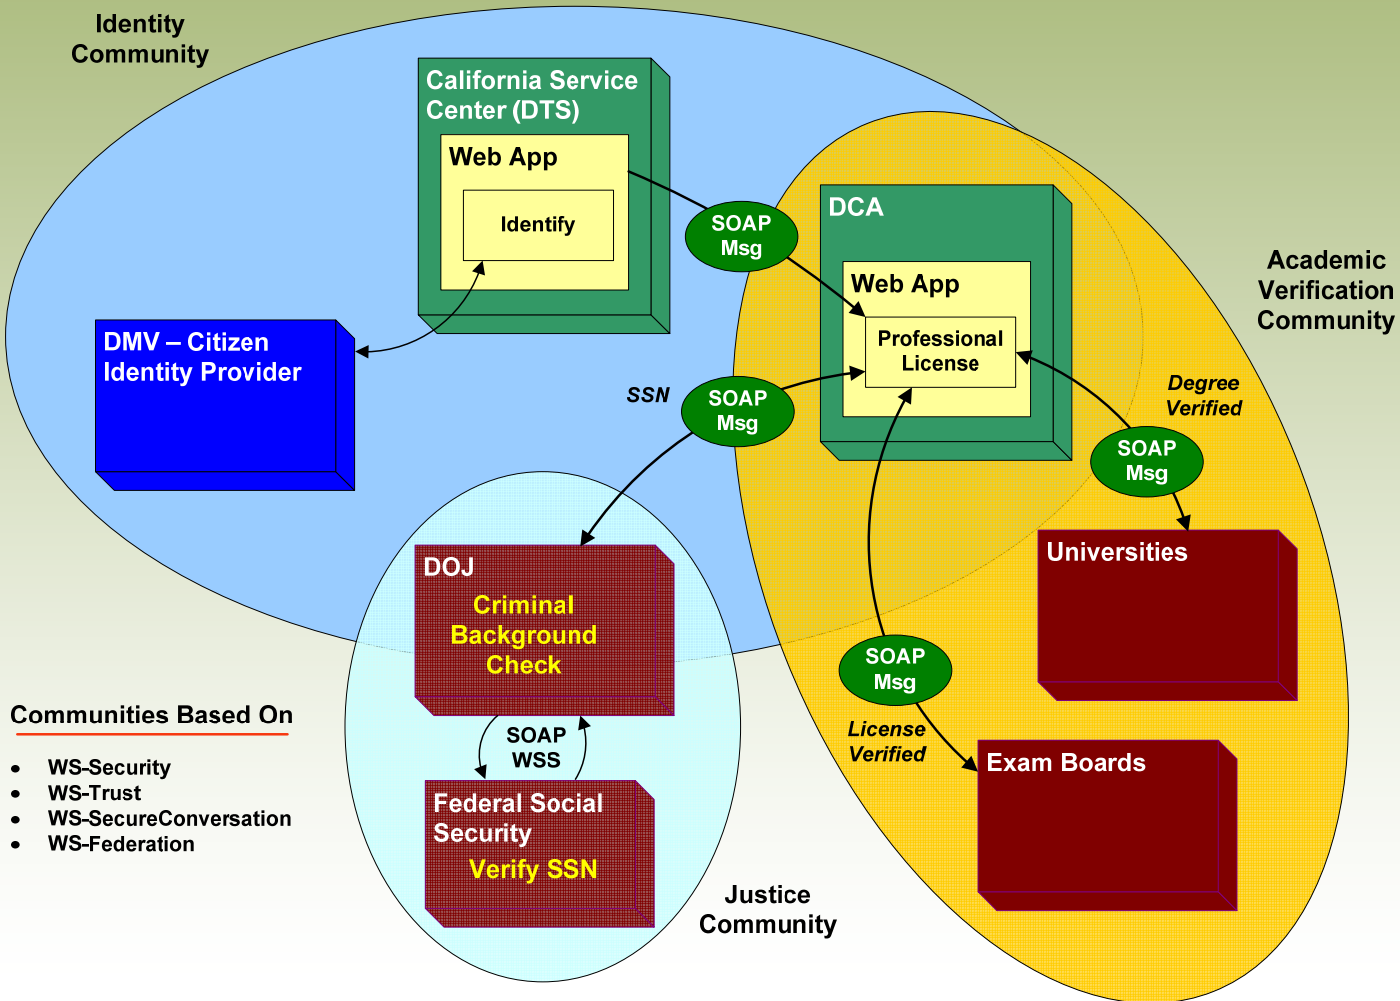 Identity
Community
California Service
Center (DTS)
Web App
Identify
SOAP
Msg
DCA
Web App
Professional
License
Academic
Verification
Community
DMV – Citizen
Identity Provider
SSN
SOAP
Msg
Degree
Verified
SOAP
Msg
Universities
DOJ
Criminal
Background
Check
SOAP
Msg
License
Verified
SOAP
WSS
Exam Boards
Federal Social
Security
Verify SSN
Justice
Community
Communities Based On
• WS-Security
• WS-Trust
• WS-SecureConversation
• WS-Federation